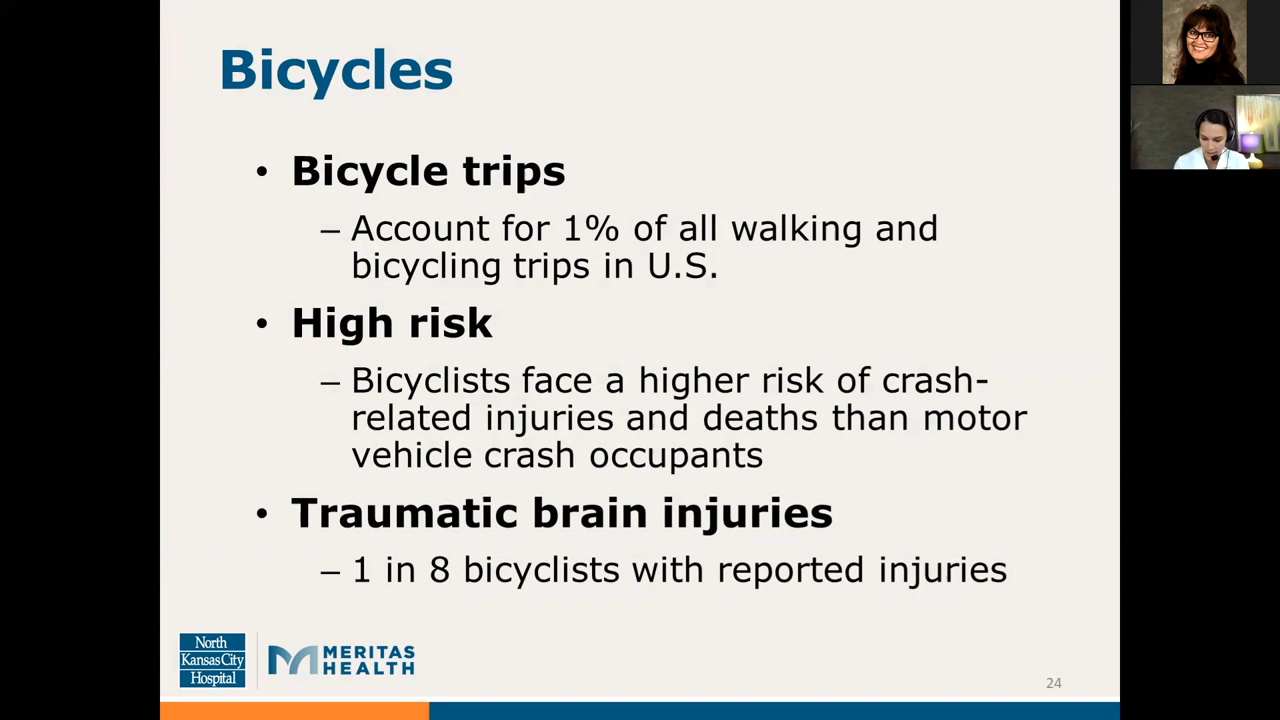 Bicycles
• Bicycle trips
– Account for 1% of all walking and
bicycling trips in U.S.
• High risk
– Bicyclists face a higher risk of crash-
related injuries and deaths than motor
vehicle crash occupants
• Traumatic brain injuries
– 1 in 8 bicyclists with reported injuries
North
Kansas City
Hospital
MERITAS
HEALTH
24